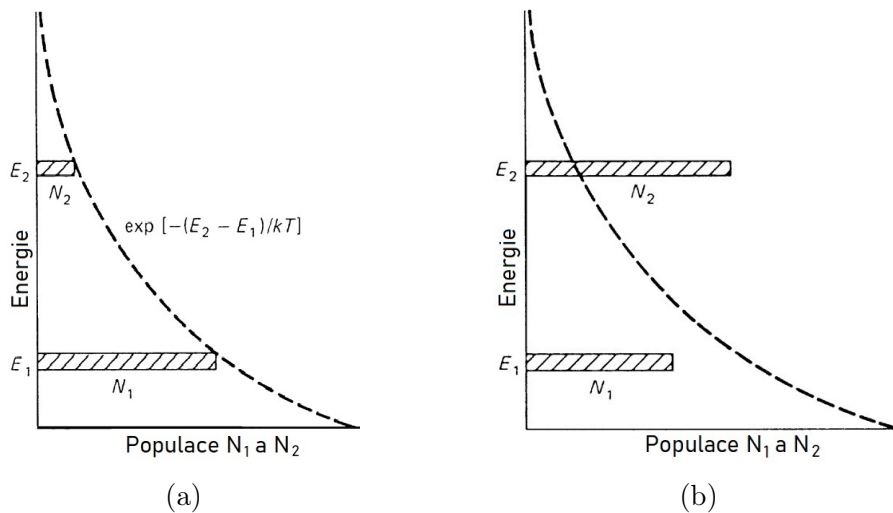 E₂
N₂
exp [−(E₂ − E₁)/kT]
Energie
E₁
N₁
Populace N₁ a N₂
(a)
E₂
N₂
Energie
E₁
N₁
Populace N₁ a N₂
(b)